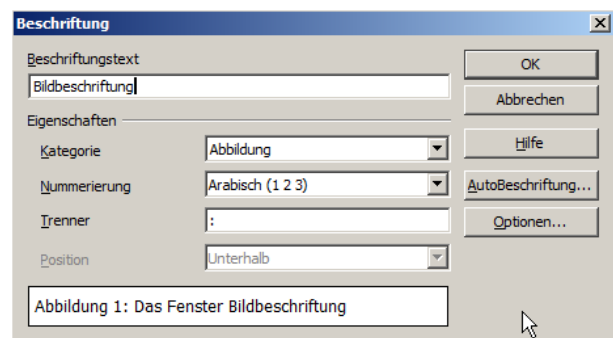 Beschriftung
Beschriftungstext
OK
Bildbeschriftung
Abbrechen
Eigenschaften
Hilfe
Kategorie
Abbildung
Nummerierung
Arabisch (1 2 3)
AutoBeschriftung...
Trenner
:
Optionen...
Position
Unterhalb
Abbildung 1: Das Fenster Bildbeschriftung